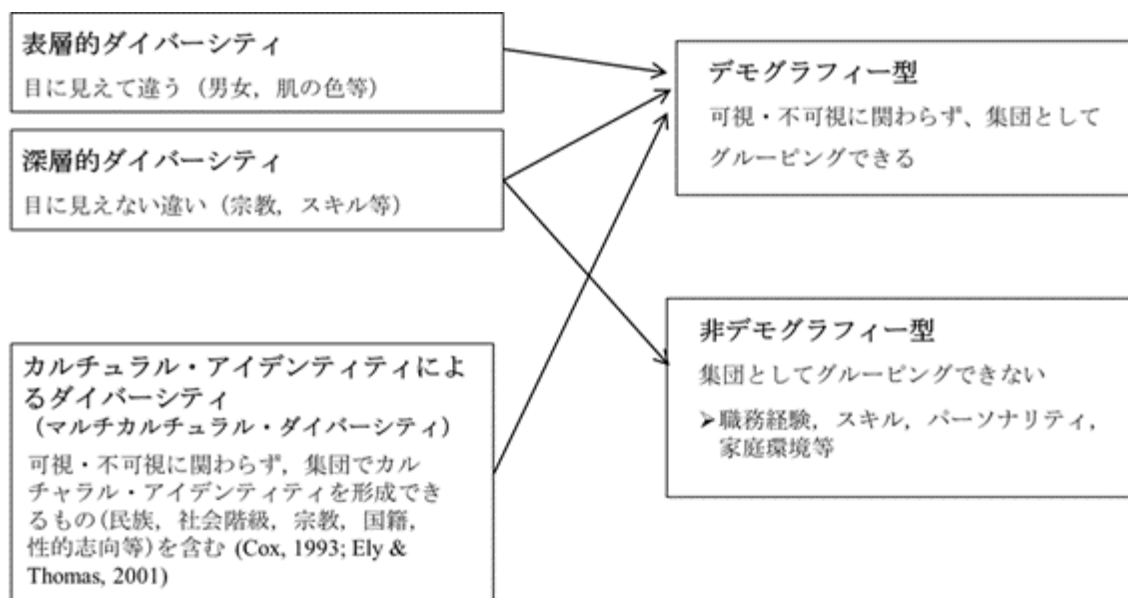 表層的ダイバーシティ
目に見えて違う（男女，肌の色等）
深層的ダイバーシティ
目に見えない違い（宗教，スキル等）
カルチュラル・アイデンティティによ
るダイバーシティ
（マルチカルチュラル・ダイバーシティ）
可視・不可視に関わらず，集団でカル
チャラル・アイデンティティを形成でき
るもの(民族，社会階級，宗教，国籍，
性的志向等)を含む (Cox, 1993; Ely &
Thomas, 2001)
デモグラフィー型
可視・不可視に関わらず、集団として
グルーピングできる
非デモグラフィー型
集団としてグルーピングできない
➢職務経験，スキル，パーソナリティ，
家庭環境等